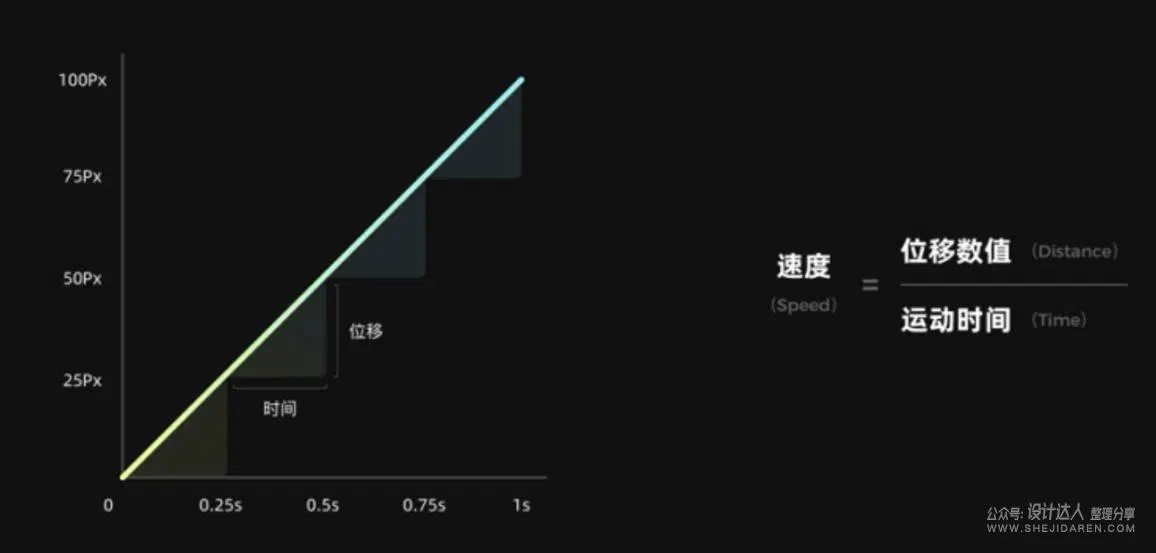 100Px
75Px
50Px
25Px
0
0.25s
0.5s
0.75s
1s
位移
时间
速度
(Speed)
=
位移数值 (Distance)
运动时间 (Time)
公众号: 设计达人 整理分享
WWW.SHEJIDAREN.COM